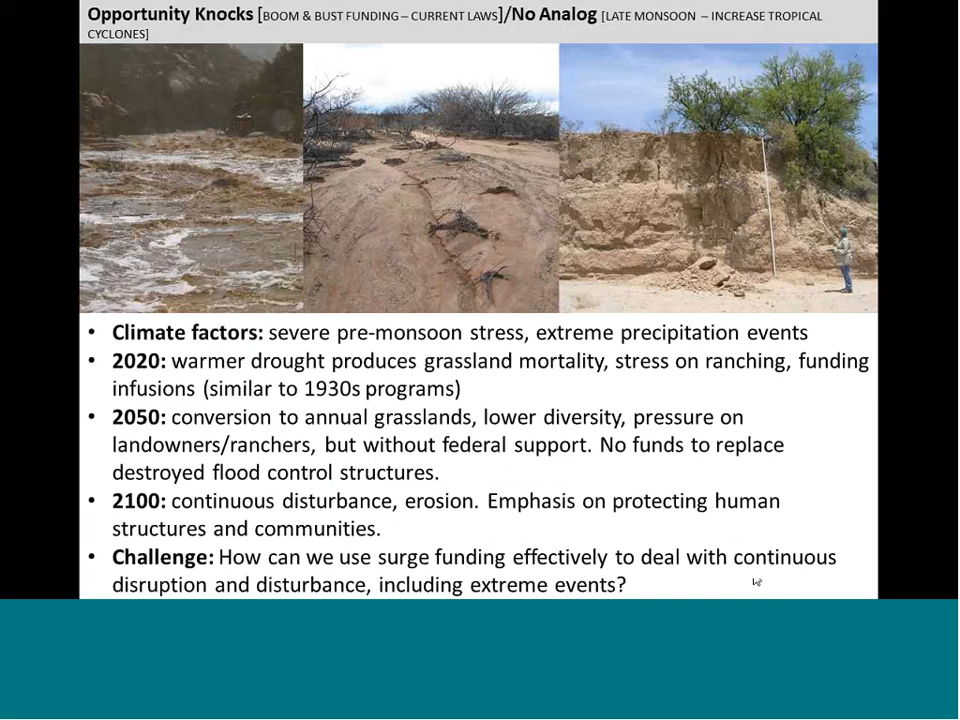 Opportunity Knocks [BOOM & BUST FUNDING – CURRENT LAWS]/No Analog [LATE MONSOON – INCREASE TROPICAL
CYCLONES]
• Climate factors: severe pre-monsoon stress, extreme precipitation events
• 2020: warmer drought produces grassland mortality, stress on ranching, funding
infusions (similar to 1930s programs)
• 2050: conversion to annual grasslands, lower diversity, pressure on
landowners/ranchers, but without federal support. No funds to replace
destroyed flood control structures.
• 2100: continuous disturbance, erosion. Emphasis on protecting human
structures and communities.
• Challenge: How can we use surge funding effectively to deal with continuous
disruption and disturbance, including extreme events?